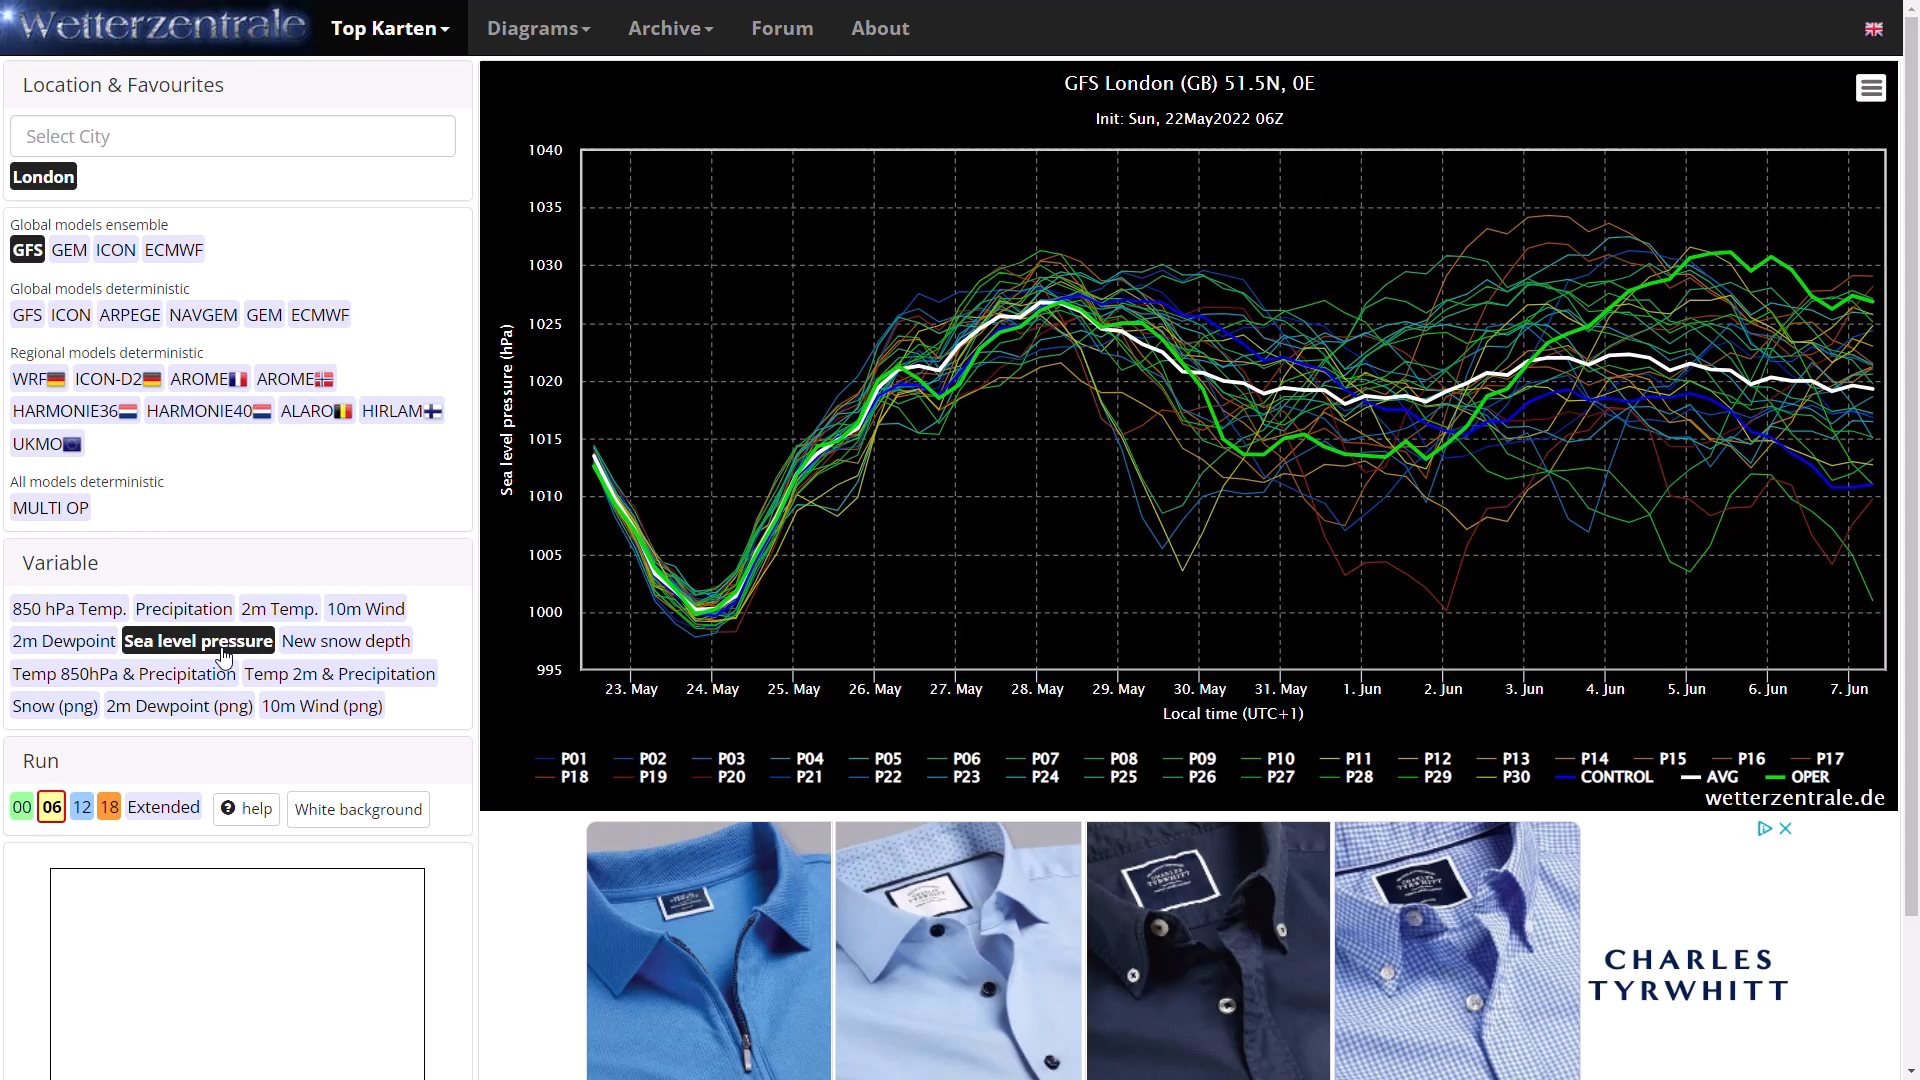 Wetterzentrale
Top Karten
Diagrams
Archive
Forum
About
Location & Favourites
Select City
London
Global models ensemble
GFS GEM ICON ECMWF
Global models deterministic
GFS ICON ARPEGE NAVGEM GEM ECMWF
Regional models deterministic
WRF ICON-D2 AROME AROME
HARMONIE36 HARMONIE40 ALARO HIRLAM
UKMO
All models deterministic
MULTI OP
Variable
850 hPa Temp. Precipitation 2m Temp. 10m Wind
2m Dewpoint Sea level pressure New snow depth
Temp 850hPa & Precipitation Temp 2m & Precipitation
Snow (png) 2m Dewpoint (png) 10m Wind (png)
Run
00 06 12 18 Extended help White background
GFS London (GB) 51.5N, 0E
Init: Sun, 22May2022 06Z
Sea level pressure (hPa)
1040
1035
1030
1025
1020
1015
1010
1005
1000
995
23. May 24. May 25. May 26. May 27. May 28. May 29. May 30. May 31. May 1. Jun 2. Jun 3. Jun 4. Jun 5. Jun 6. Jun 7. Jun
Local time (UTC+1)
P01 P02 P03 P04 P05 P06 P07 P08 P09 P10 P11 P12 P13 P14 P15 P16 P17
P18 P19 P20 P21 P22 P23 P24 P25 P26 P27 P28 P29 P30 CONTROL AVG OPER
wetterzentrale.de
CHARLES
TYRWHITT
CHARLES
TYRWHITT